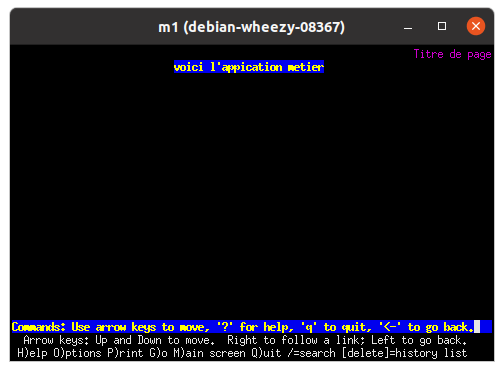 m1 (debian-wheezy-08367)
Titre de page
voici l'appication metier
Commands: Use arrow keys to move, '?' for help, 'q' to quit, '<-' to go back.
Arrow keys: Up and Down to move.  Right to follow a link; Left to go back.
H)elp O)ptions P)rint G)o M)ain screen Q)uit /=search [delete]=history list